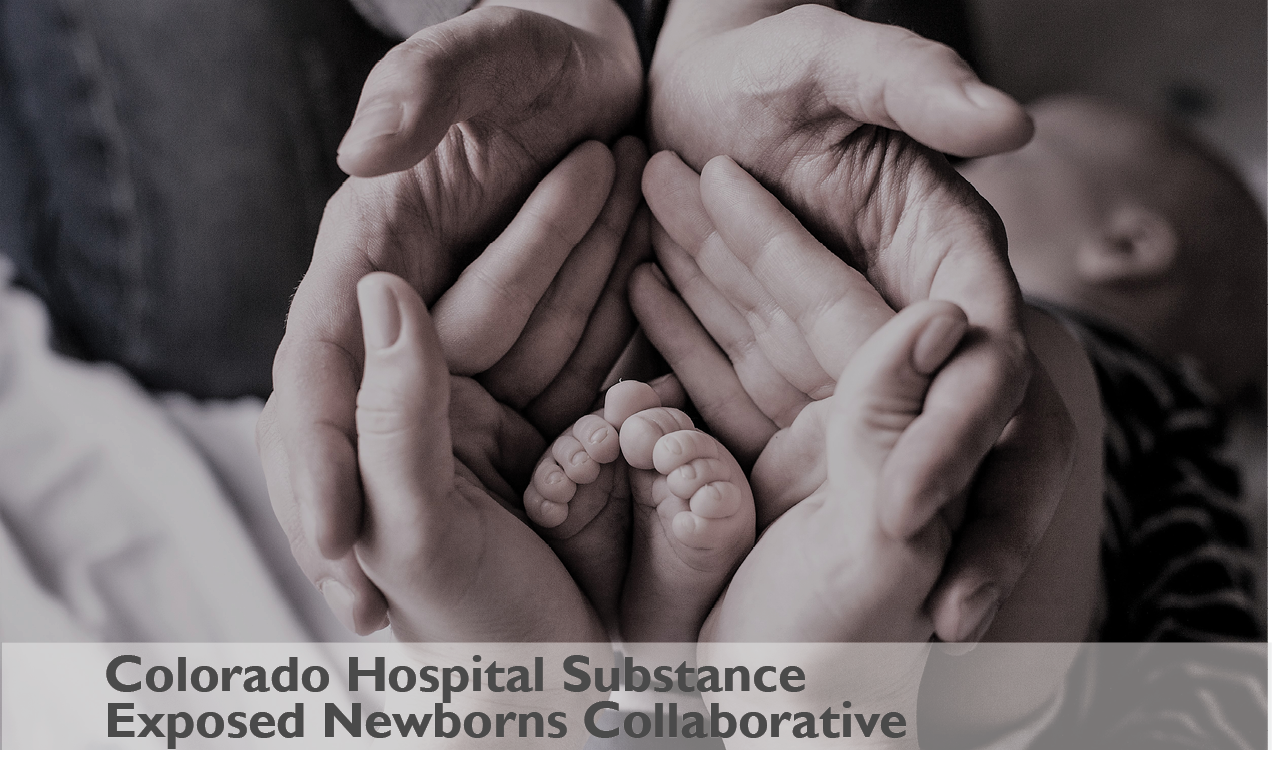 Colorado Hospital Substance
Exposed Newborns Collaborative